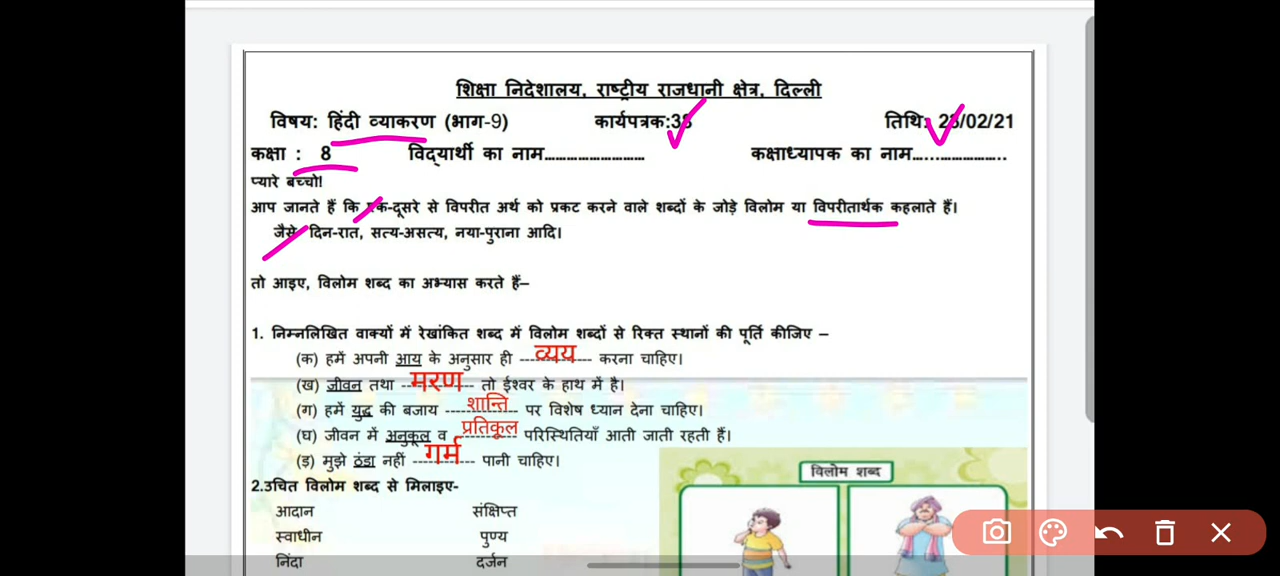 शिक्षा निदेशालय, राष्ट्रीय राजधानी क्षेत्र, दिल्ली
विषय: हिंदी व्याकरण (भाग-9) कार्यपत्रक: तिथि: /02/21
कक्षा : 8 विद्यार्थी का नाम........................... कक्षाध्यापक का नाम........................
प्यारे बच्चो!
आप जानते हैं कि एक-दूसरे से विपरीत अर्थ को प्रकट करने वाले शब्दों के जोड़े विलोम या विपरीतार्थक कहलाते हैं।
जैसे दिन-रात, सत्य-असत्य, नया-पुराना आदि।
तो आइए, विलोम शब्द का अभ्यास करते हैं–
1. निम्नलिखित वाक्यों में रेखांकित शब्द में विलोम शब्दों से रिक्त स्थानों की पूर्ति कीजिए –
(क) हमें अपनी आय के अनुसार ही व्यय करना चाहिए।
(ख) जीवन तथा मरण तो ईश्वर के हाथ में है।
(ग) हमें युद्ध की बजाय शान्ति पर विशेष ध्यान देना चाहिए।
(घ) जीवन में अनुकूल व प्रतिकूल परिस्थितियाँ आती जाती रहती हैं।
(ड़) मुझे ठंडा नहीं गर्म पानी चाहिए।
2.उचित विलोम शब्द से मिलाइए-
विलोम शब्द
आदान संक्षिप्त
स्वाधीन पुण्य
निंदा दर्जन